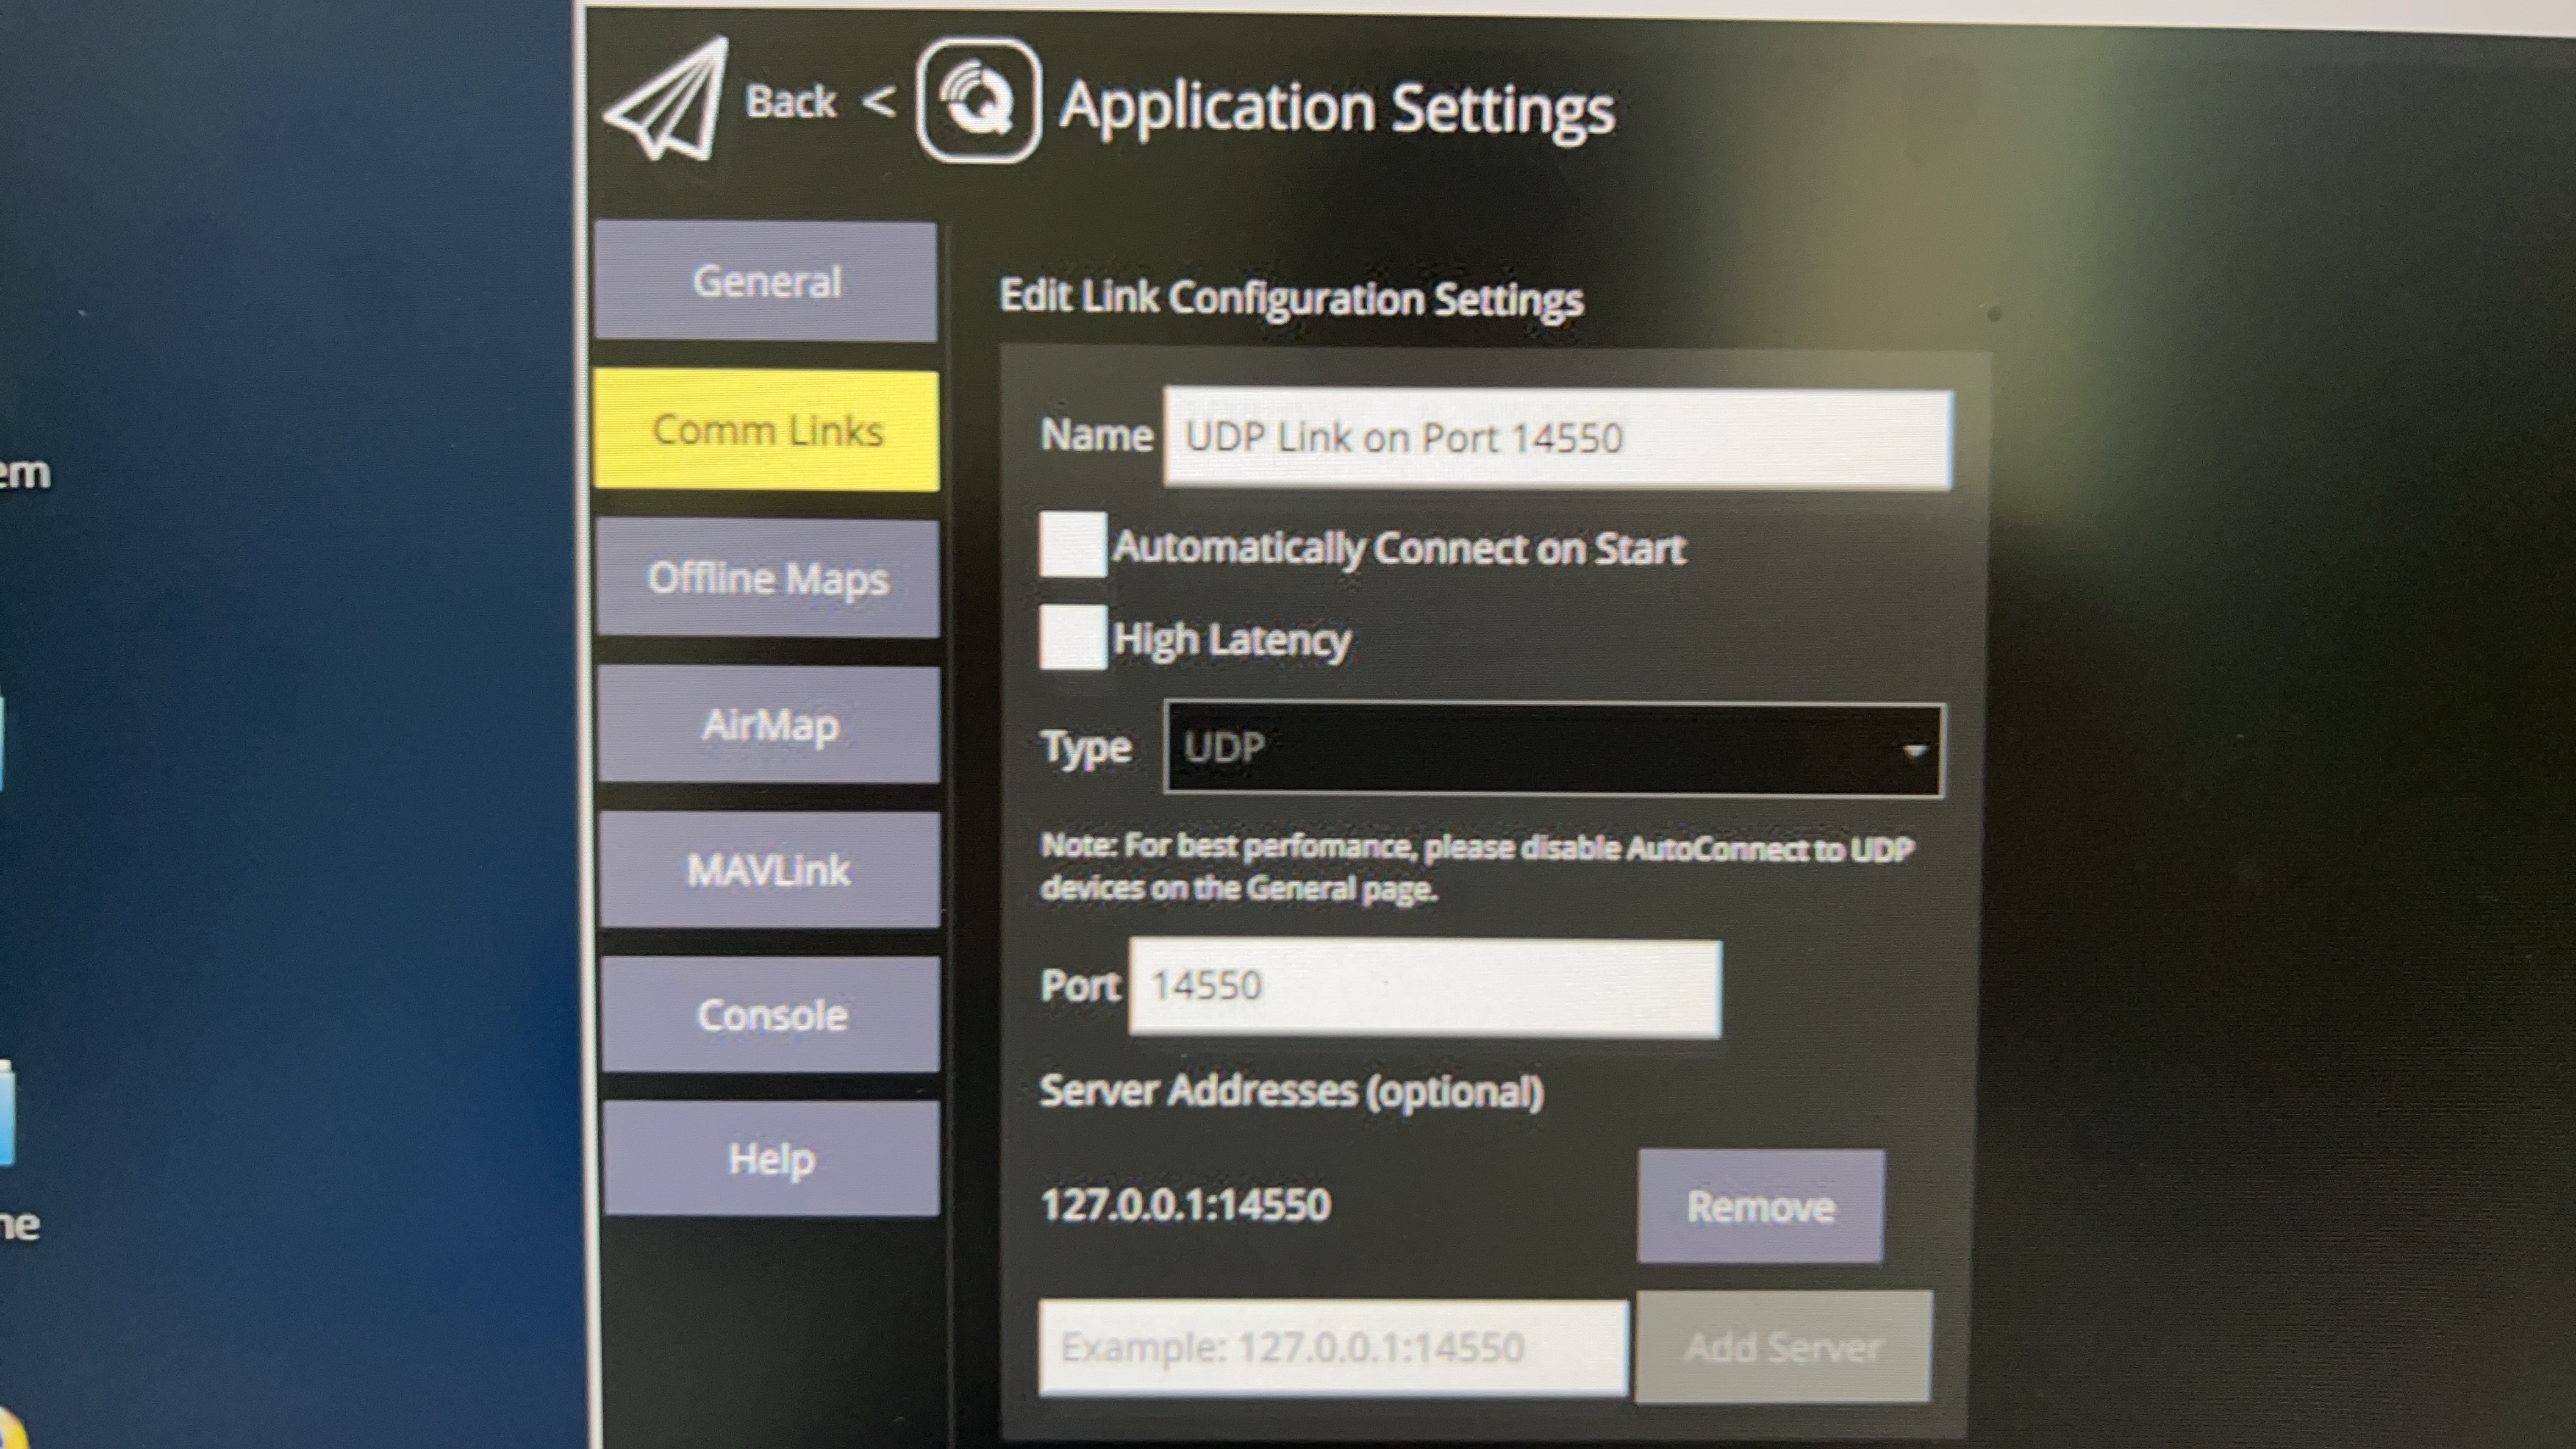 Back < Application Settings
General
Comm Links
Offline Maps
AirMap
MAVLink
Console
Help
Edit Link Configuration Settings
Name UDP Link on Port 14550
Automatically Connect on Start
High Latency
Type UDP
Note: For best perfomance, please disable AutoConnect to UDP
devices on the General page.
Port 14550
Server Addresses (optional)
127.0.0.1:14550 Remove
Example: 127.0.0.1:14550 Add Server
em
ne